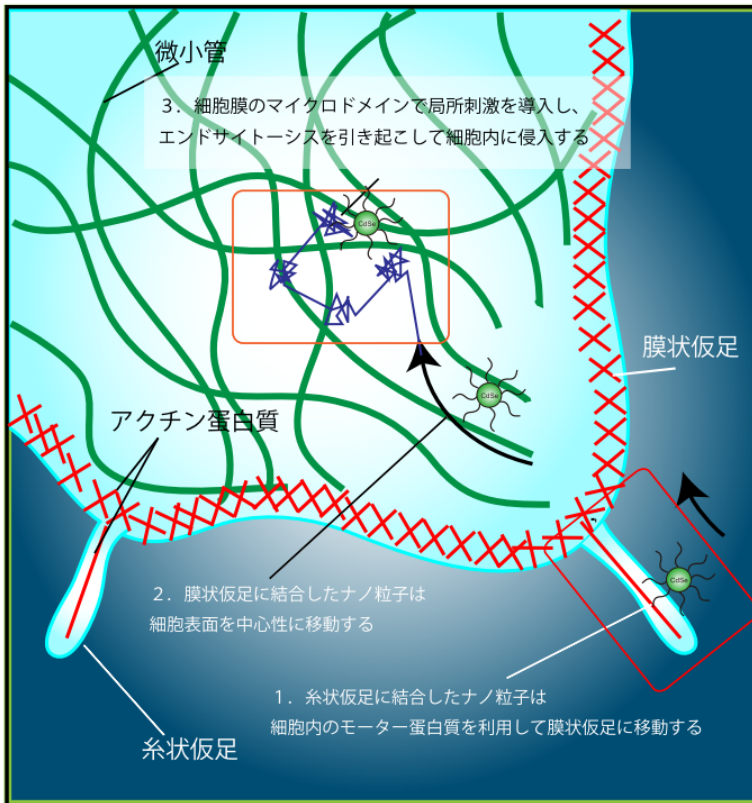 微小管
3．細胞膜のマイクロドメインで局所刺激を導入し、
エンドサイトーシスを引き起こして細胞内に侵入する
CdSe
膜状仮足
CdSe
アクチン蛋白質
CdSe
2．膜状仮足に結合したナノ粒子は
細胞表面を中心性に移動する
1．糸状仮足に結合したナノ粒子は
細胞内のモーター蛋白質を利用して膜状仮足に移動する
糸状仮足